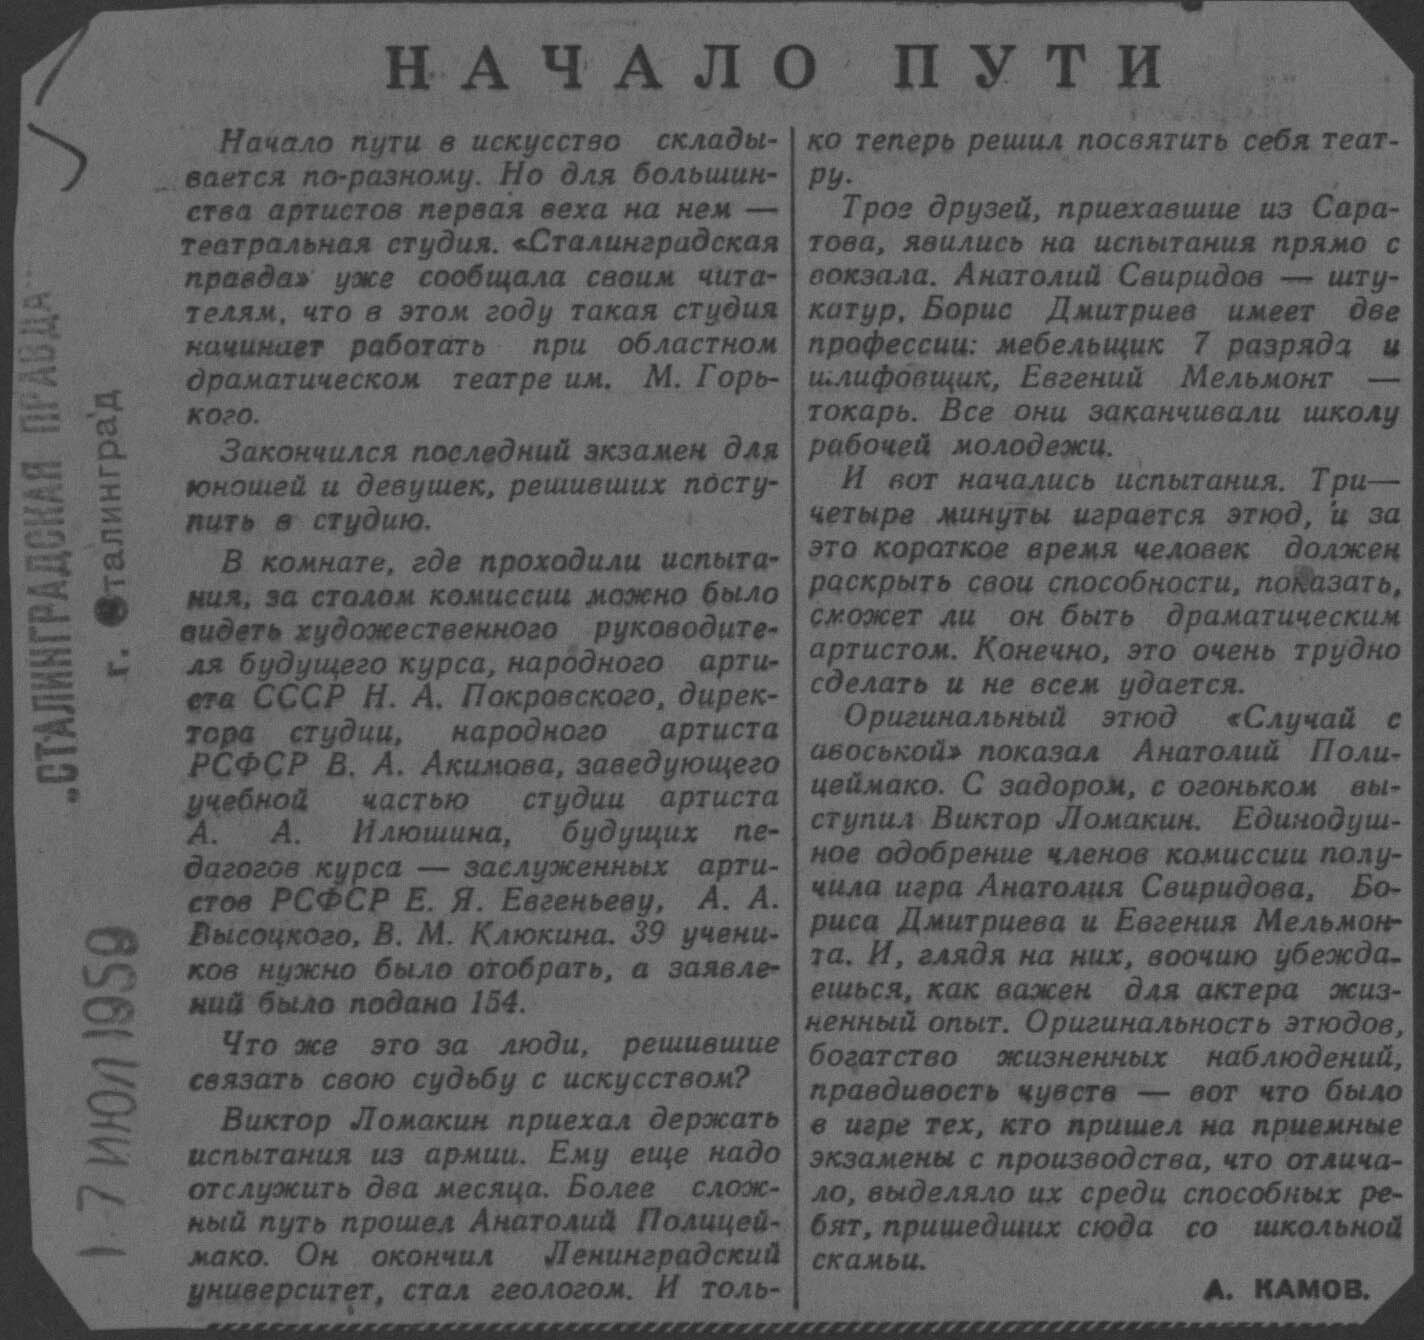 НАЧАЛО ПУТИ
Начало пути в искусство склады-
вается по-разному. Но для большин-
ства артистов первая веха на нем —
театральная студия. «Сталинградская
правда» уже сообщала своим чита-
телям, что в этом году такая студия
начинает работать при областном
драматическом театре им. М. Горь-
кого.
Закончился последний экзамен для
юношей и девушек, решивших посту-
пить в студию.
В комнате, где проходили испыта-
ния, за столом комиссии можно было
видеть художественного руководите-
ля будущего курса, народного арти-
ста СССР Н. А. Покровского, дирек-
тора студии, народного артиста
РСФСР В. А. Акимова, заведующего
учебной частью студии артиста
А. А. Илюшина, будущих пе-
дагогов курса — заслуженных арти-
стов РСФСР Е. Я. Евгеньеву, А. А.
Высоцкого, В. М. Клюкина. 39 учени-
ков нужно было отобрать, а заявле-
ний было подано 154.
Что же это за люди, решившие
связать свою судьбу с искусством?
Виктор Ломакин приехал держать
испытания из армии. Ему еще надо
отслужить два месяца. Более слож-
ный путь прошел Анатолий Полицей-
мако. Он окончил Ленинградский
университет, стал геологом. И толь-
ко теперь решил посвятить себя теат-
ру.
Трое друзей, приехавшие из Сара-
това, явились на испытания прямо с
вокзала. Анатолий Свиридов — шту-
катур, Борис Дмитриев имеет две
профессии: мебельщик 7 разряда и
шлифовщик, Евгений Мельмонт —
токарь. Все они заканчивали школу
рабочей молодежи.
И вот начались испытания. Три—
четыре минуты играется этюд, и за
это короткое время человек должен
раскрыть свои способности, показать,
сможет ли он быть драматическим
артистом. Конечно, это очень трудно
сделать и не всем удается.
Оригинальный этюд «Случай с
авоськой» показал Анатолий Поли-
цеймако. С задором, с огоньком вы-
ступил Виктор Ломакин. Единодуш-
ное одобрение членов комиссии полу-
чила игра Анатолия Свиридова, Бо-
риса Дмитриева и Евгения Мельмон-
та. И, глядя на них, воочию убежда-
ешься, как важен для актера жиз-
ненный опыт. Оригинальность этюдов,
богатство жизненных наблюдений,
правдивость чувств — вот что было
в игре тех, кто пришел на приемные
экзамены с производства, что отлича-
ло, выделяло их среди способных ре-
бят, пришедших сюда со школьной
скамьи.
А. КАМОВ.
„СТАЛИНГРАДСКАЯ ПРАВДА"
г. Сталинград
17 ИЮЛ 1959